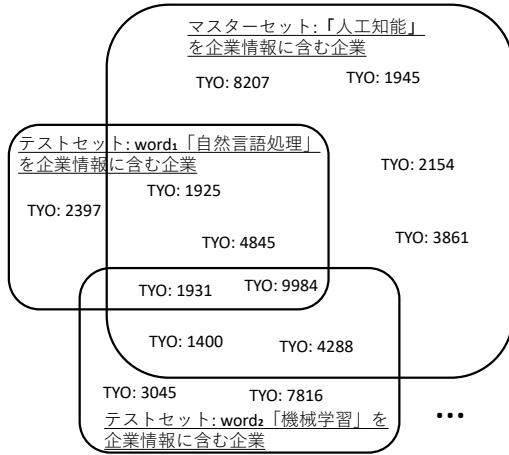 マスターセット:「人工知能」
を企業情報に含む企業
TYO: 8207
TYO: 1945
テストセット: word₁「自然言語処理」
を企業情報に含む企業
TYO: 2154
TYO: 1925
TYO: 2397
TYO: 4845
TYO: 3861
TYO: 1931
TYO: 9984
TYO: 1400
TYO: 4288
TYO: 3045
TYO: 7816
テストセット: word₂「機械学習」を
企業情報に含む企業
...